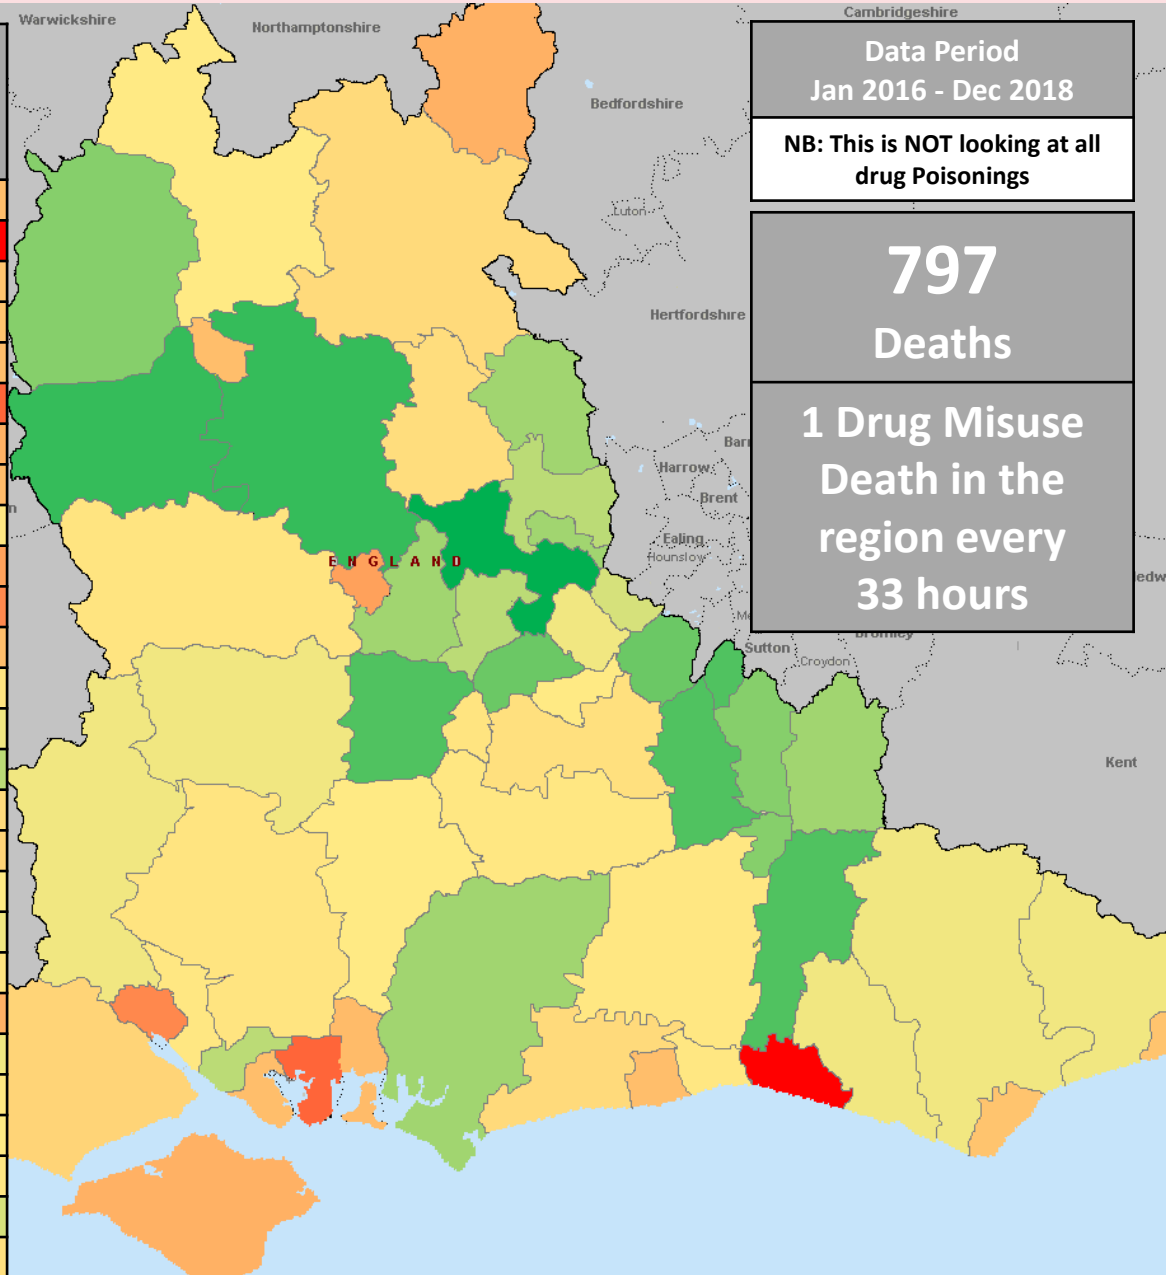 Warwickshire
Northamptonshire
Cambridgeshire
Data Period
Jan 2016 - Dec 2018
NB: This is NOT looking at all
drug Poisonings
Bedfordshire
Luton
797
Deaths
Hertfordshire
1 Drug Misuse
Death in the
region every
33 hours
Harrow
Brent
Ealing
Hounslow
ENGLAND
Sutton
Bromley
Croydon
Kent